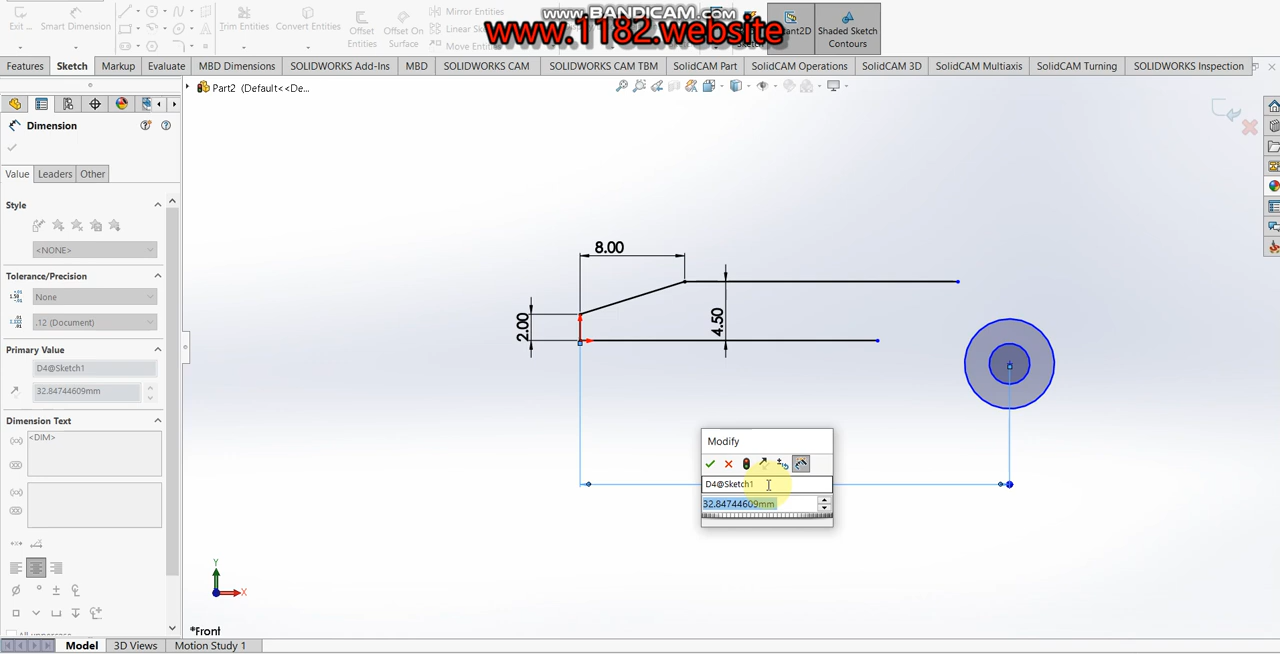 www.BANDICAM.com
www.1182.website
Exit ...
Smart Dimension
Trim Entities
Convert Entities
Offset Entities
Offset On Surface
Mirror Entities
Linear Sk
Move Entiti
Instant2D
Shaded Sketch Contours
Features
Sketch
Markup
Evaluate
MBD Dimensions
SOLIDWORKS Add-Ins
MBD
SOLIDWORKS CAM
SOLIDWORKS CAM TBM
SolidCAM Part
SolidCAM Operations
SolidCAM 3D
SolidCAM Multiaxis
SolidCAM Turning
SOLIDWORKS Inspection
Part2 (Default<<De...
Dimension
Value
Leaders
Other
Style
<NONE>
Tolerance/Precision
None
.12 (Document)
Primary Value
D4@Sketch1
32.84744609mm
Dimension Text
<DIM>
8.00
2.00
4.50
Modify
D4@Sketch1
32.84744609mm
Y
X
*Front
Model
3D Views
Motion Study 1